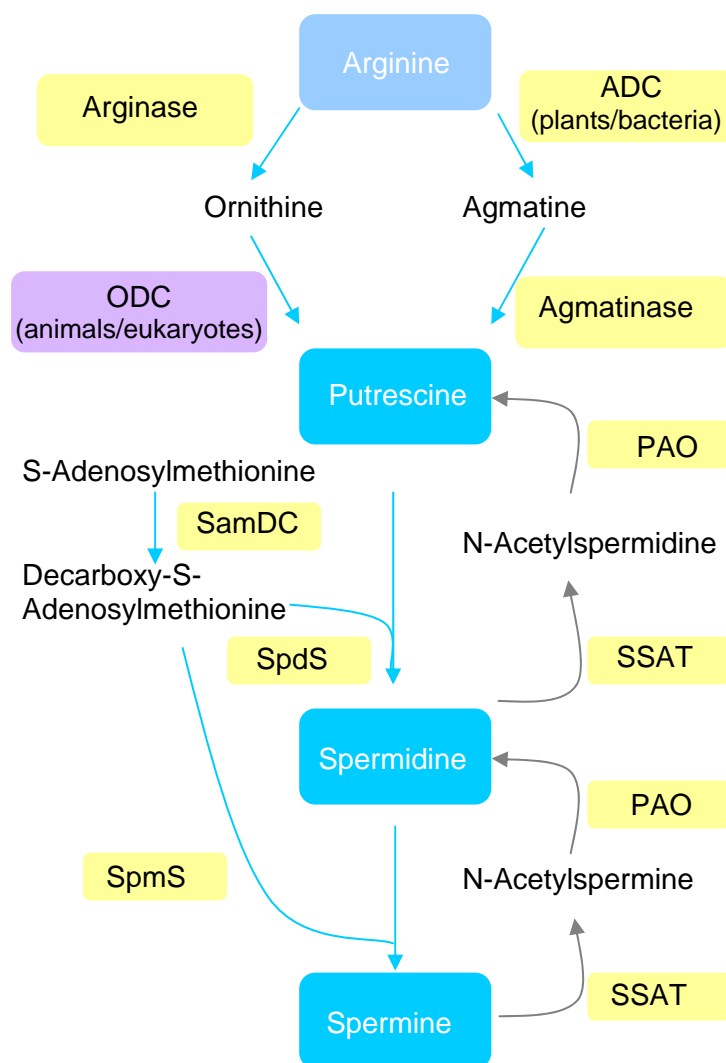 Arginine
Arginase
ADC
(plants/bacteria)
Ornithine
Agmatine
ODC
(animals/eukaryotes)
Agmatinase
Putrescine
PAO
S-Adenosylmethionine
SamDC
N-Acetylspermidine
Decarboxy-S-
Adenosylmethionine
SpdS
SSAT
Spermidine
PAO
SpmS
N-Acetylspermine
SSAT
Spermine